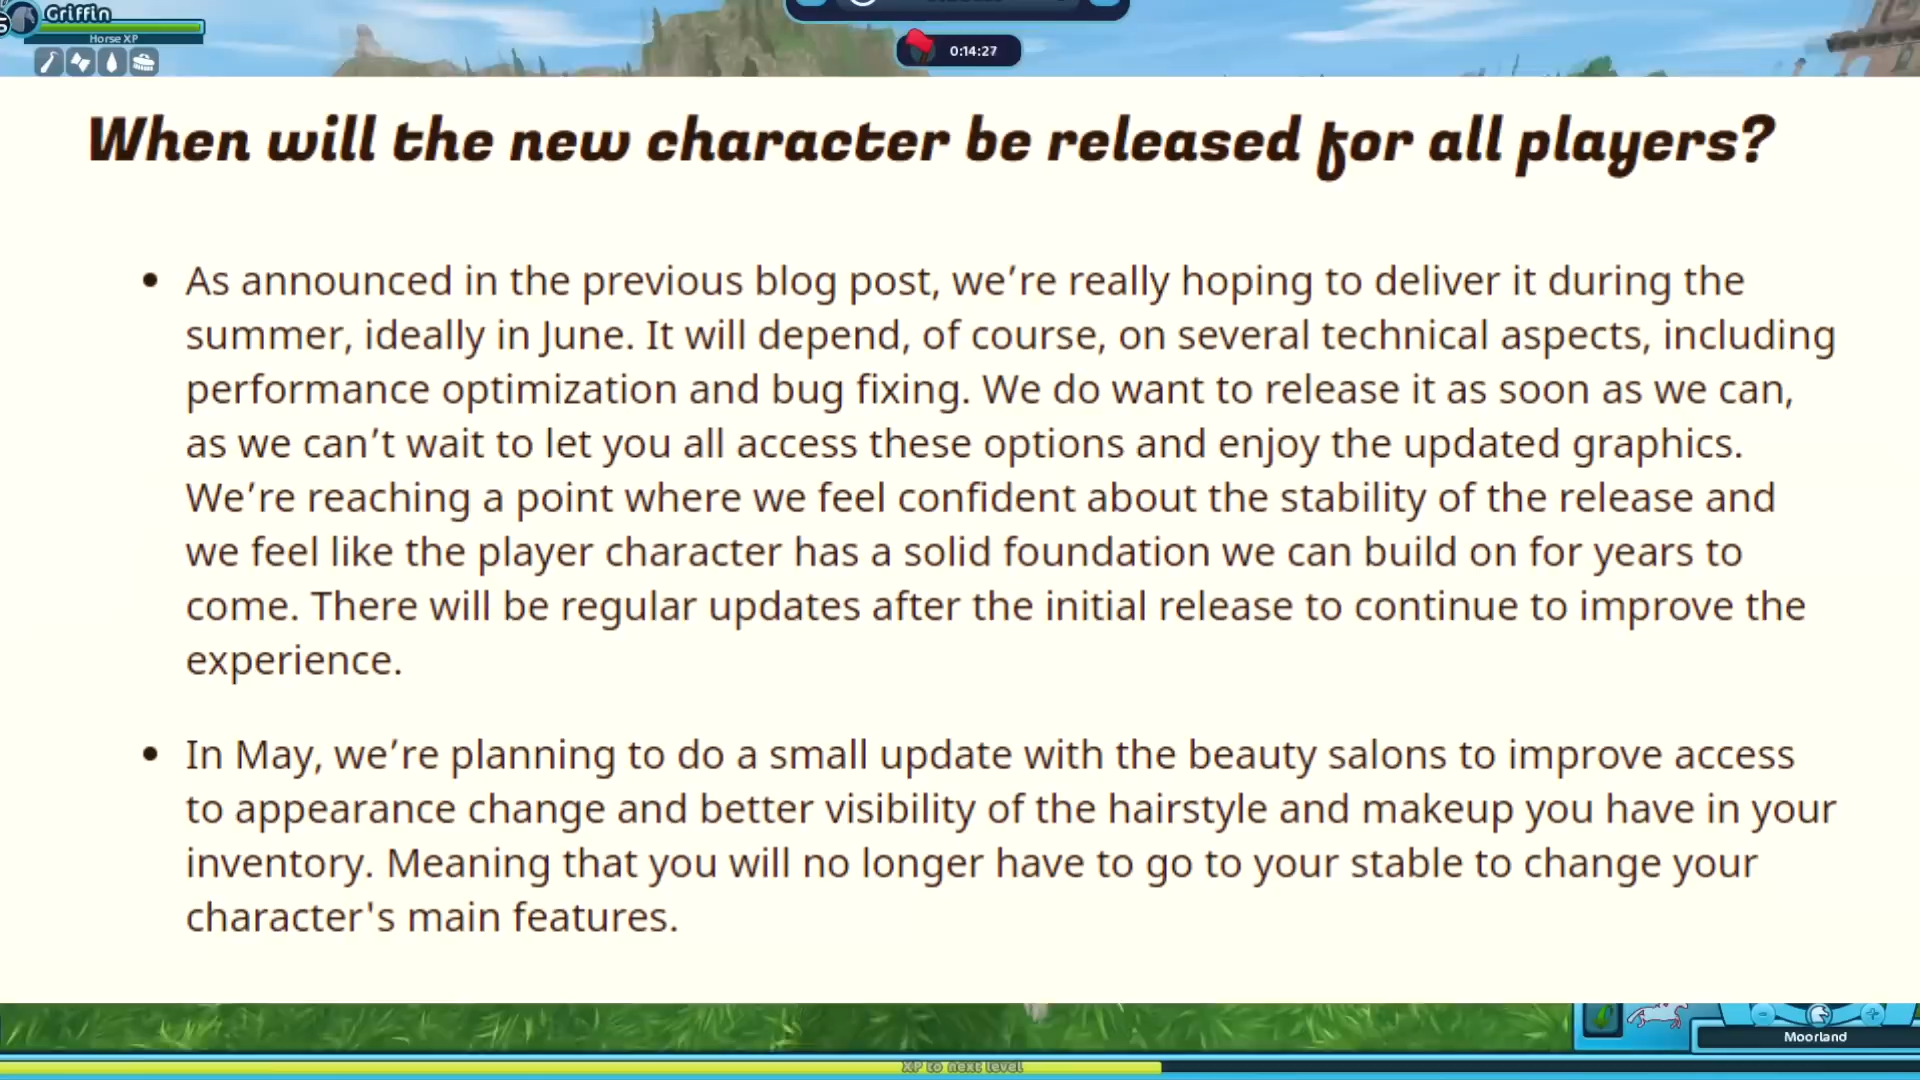 Griffin
Horse XP
0:14:27
When will the new character be released for all players?
• As announced in the previous blog post, we’re really hoping to deliver it during the
summer, ideally in June. It will depend, of course, on several technical aspects, including
performance optimization and bug fixing. We do want to release it as soon as we can,
as we can’t wait to let you all access these options and enjoy the updated graphics.
We’re reaching a point where we feel confident about the stability of the release and
we feel like the player character has a solid foundation we can build on for years to
come. There will be regular updates after the initial release to continue to improve the
experience.
• In May, we’re planning to do a small update with the beauty salons to improve access
to appearance change and better visibility of the hairstyle and makeup you have in your
inventory. Meaning that you will no longer have to go to your stable to change your
character's main features.
Moorland
XP to next level